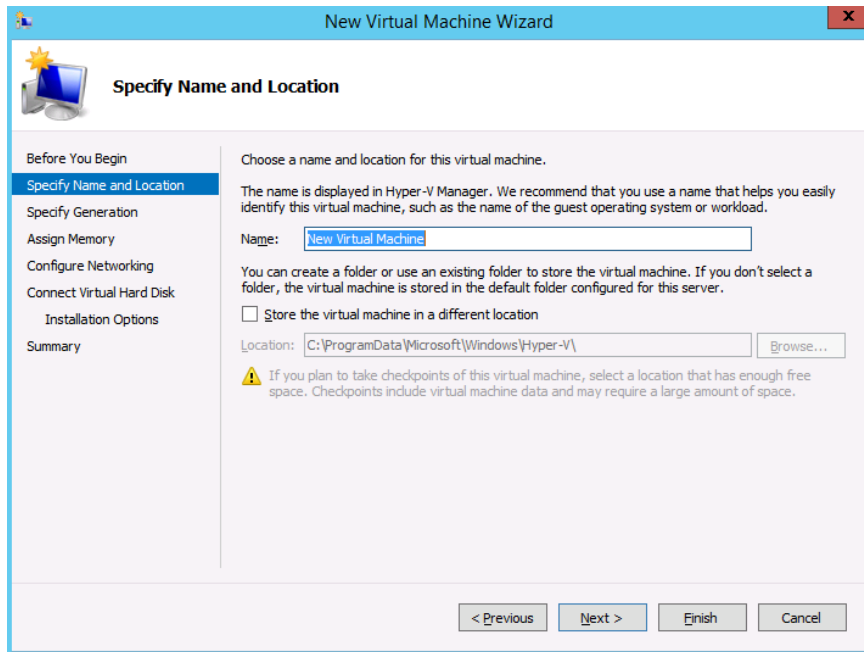 New Virtual Machine Wizard
x
Specify Name and Location
Before You Begin
Specify Name and Location
Specify Generation
Assign Memory
Configure Networking
Connect Virtual Hard Disk
Installation Options
Summary
Choose a name and location for this virtual machine.
The name is displayed in Hyper-V Manager. We recommend that you use a name that helps you easily
identify this virtual machine, such as the name of the guest operating system or workload.
Name: New Virtual Machine
You can create a folder or use an existing folder to store the virtual machine. If you don't select a
folder, the virtual machine is stored in the default folder configured for this server.
Store the virtual machine in a different location
Location: C:\ProgramData\Microsoft\Windows\Hyper-V\ Browse...
If you plan to take checkpoints of this virtual machine, select a location that has enough free
space. Checkpoints include virtual machine data and may require a large amount of space.
< Previous Next > Finish Cancel